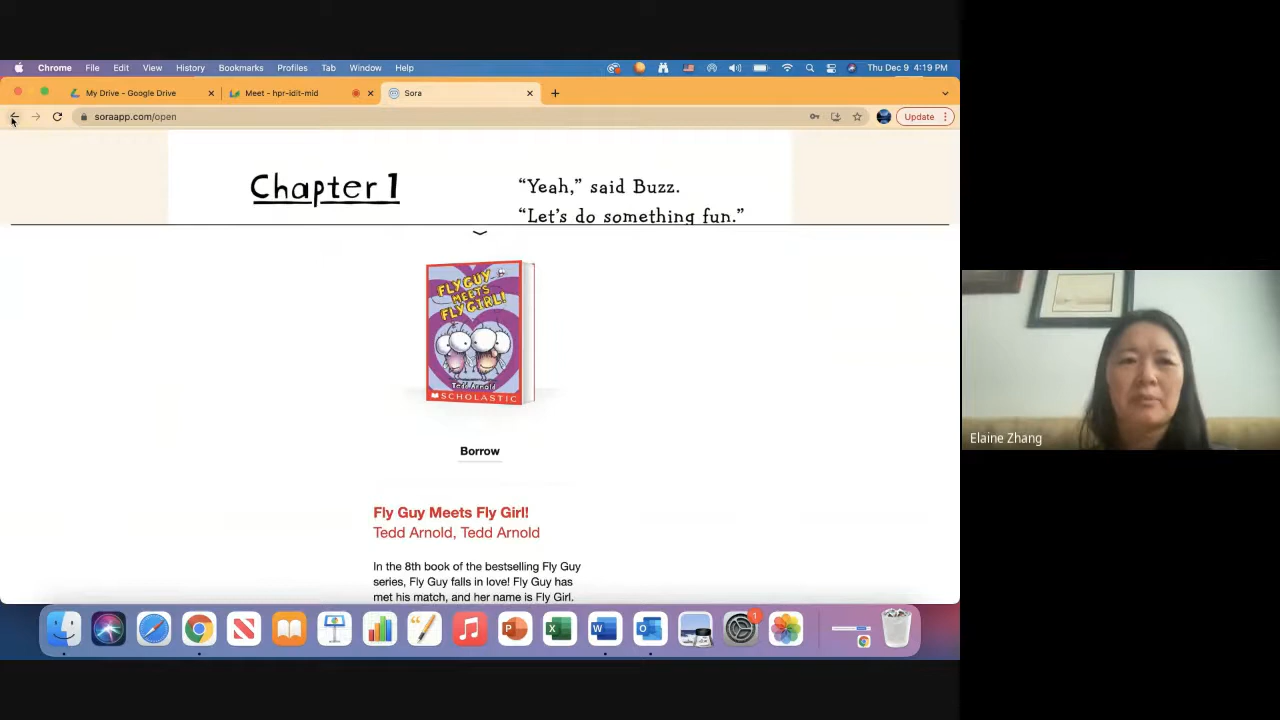 Chrome File Edit View History Bookmarks Profiles Tab Window Help Thu Dec 9 4:19 PM
My Drive - Google Drive Meet - hpr-idit-mid Sora
soraapp.com/open Update
Chapter 1
“Yeah,” said Buzz.
“Let’s do something fun.”
FLY GUY
MEETS
FLY GIRL!
Tedd Arnold
SCHOLASTIC
Borrow
Fly Guy Meets Fly Girl!
Tedd Arnold, Tedd Arnold
In the 8th book of the bestselling Fly Guy
series, Fly Guy falls in love! Fly Guy has
met his match, and her name is Fly Girl.
1
Elaine Zhang